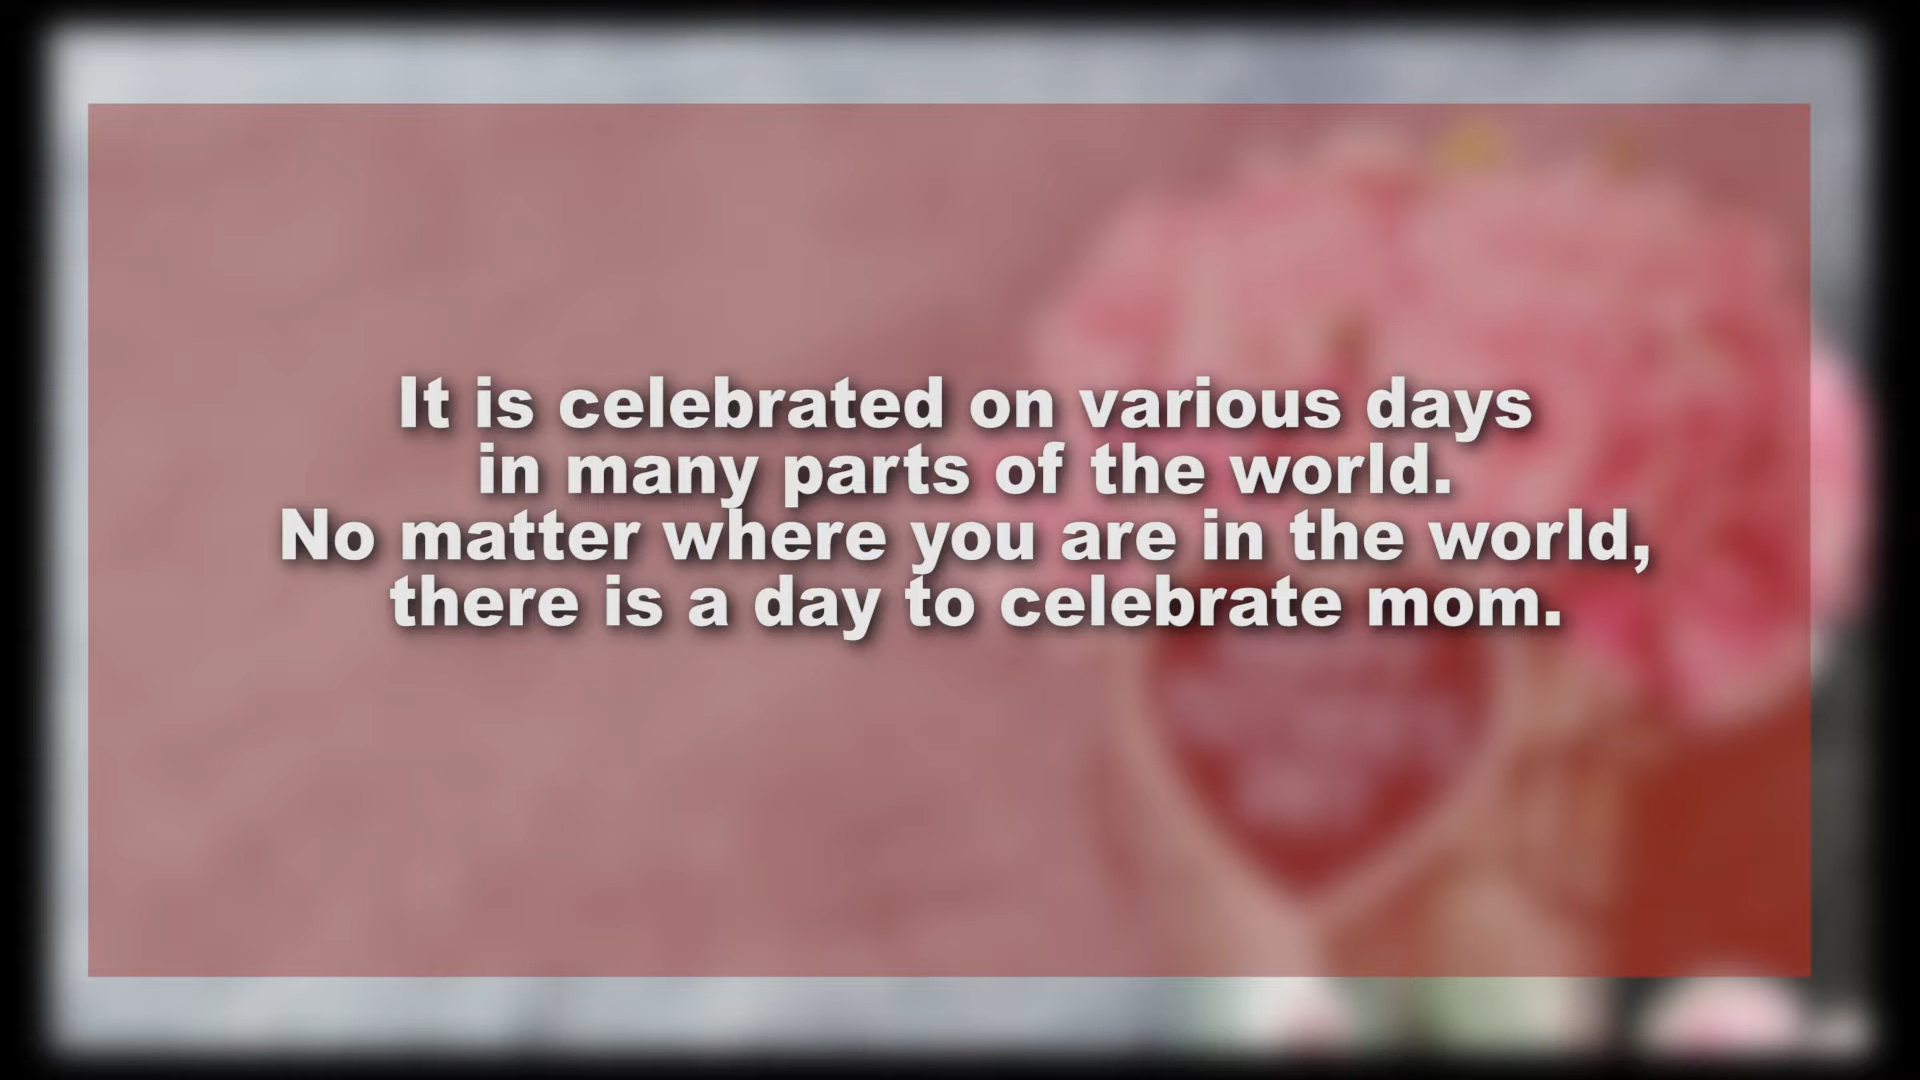 It is celebrated on various days
in many parts of the world.
No matter where you are in the world,
there is a day to celebrate mom.